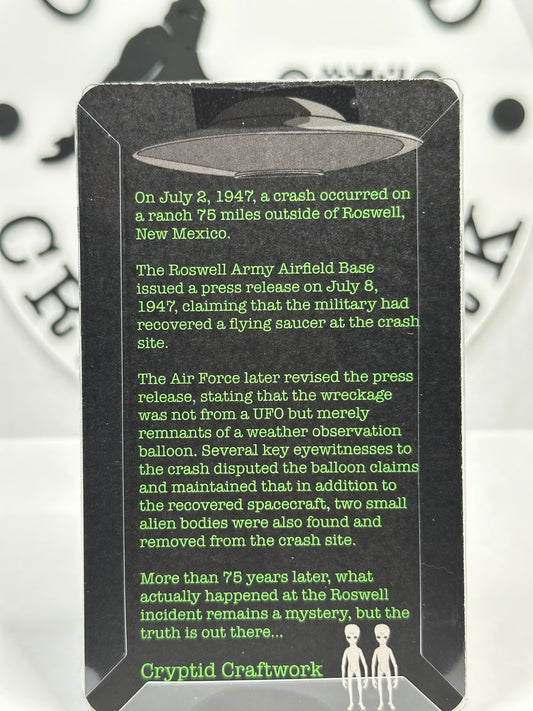 On July 2, 1947, a crash occurred on
a ranch 75 miles outside of Roswell,
New Mexico.
The Roswell Army Airfield Base
issued a press release on July 8,
1947, claiming that the military had
recovered a flying saucer at the crash
site.
The Air Force later revised the press
release, stating that the wreckage
was not from a UFO but merely
remnants of a weather observation
balloon. Several key eyewitnesses to
the crash disputed the balloon claims
and maintained that in addition to
the recovered spacecraft, two small
alien bodies were also found and
removed from the crash site.
More than 75 years later, what
actually happened at the Roswell
incident remains a mystery, but the
truth is out there...
Cryptid Craftwork